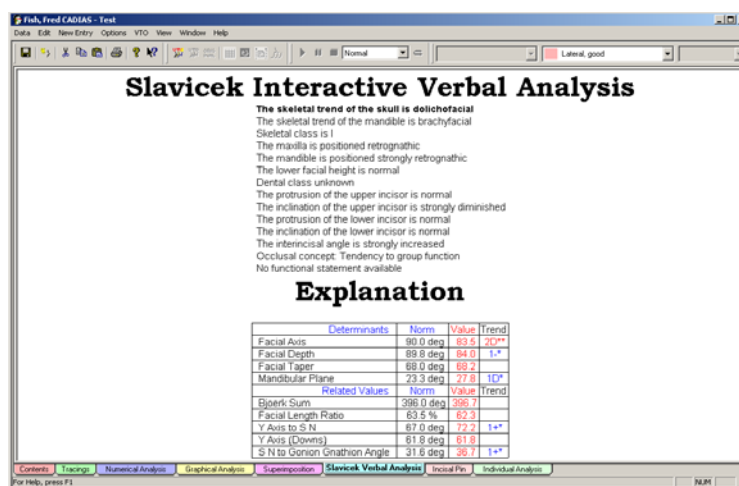 Fish, Fred CADIAS - Test
Data Edit New Entry Options VTO View Window Help
Normal
Lateral, good
Slavicek Interactive Verbal Analysis
The skeletal trend of the skull is dolichofacial
The skeletal trend of the mandible is brachyfacial
Skeletal class is I
The maxilla is positioned retrognathic
The mandible is positioned strongly retrognathic
The lower facial height is normal
Dental class unknown
The protrusion of the upper incisor is normal
The inclination of the upper incisor is strongly diminished
The protrusion of the lower incisor is normal
The inclination of the lower incisor is normal
The interincisal angle is strongly increased
Occlusal concept: Tendency to group function
No functional statement available
Explanation
Determinants Norm Value Trend
Facial Axis 90.0 deg 83.5 2D**
Facial Depth 89.8 deg 84.0 1-*
Facial Taper 68.0 deg 68.2
Mandibular Plane 23.3 deg 27.8 1D*
Related Values Norm Value Trend
Bjoerk Sum 396.0 deg 396.7
Facial Length Ratio 63.5 % 62.3
Y Axis to S N 67.0 deg 72.2 1+*
Y Axis (Downs) 61.8 deg 61.8
S N to Gonion Gnathion Angle 31.6 deg 36.7 1+*
Contents Tracings Numerical Analysis Graphical Analysis Superimposition Slavicek Verbal Analysis Incisal Pin Individual Analysis
For Help, press F1 NUM